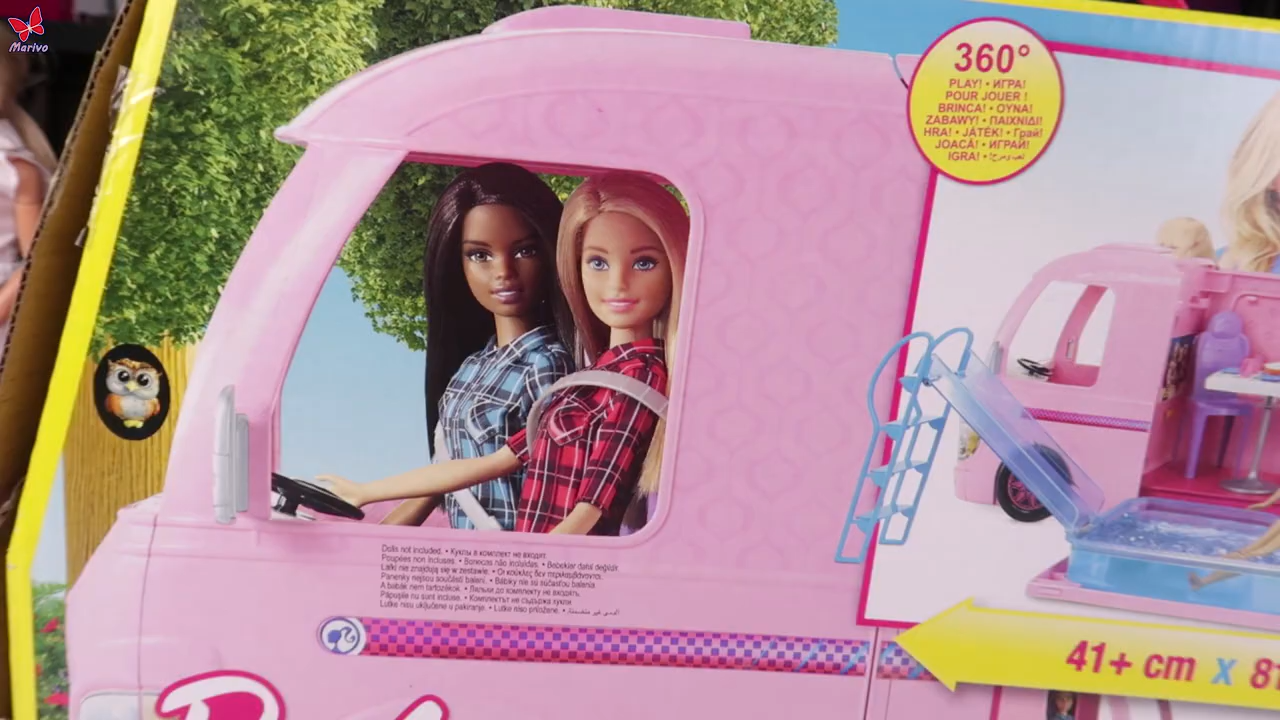 Marivo
360°
PLAY! • ИГРА!
POUR JOUER !
BRINCA! • OYNA!
ZABAWY! • ΠΑΙΧΝΙΔΙ!
HRA! • JÁTÉK! • Грай!
JOACĂ! • ИГРАЙ!
IGRA! •
Dolls not included. • Куклы в комплект не входят.
Poupées non incluses. • Bonecas não incluídas. • Bebekler dahil değildir.
Lalki nie znajdują się w zestawie. • Οι κούκλες δεν περιλαμβάνονται.
Panenky nejsou součástí balení. • Bábiky nie sú súčasťou balenia.
A babák nem tartozékok. • Ляльки до комплекту не входять.
Păpușile nu sunt incluse. • Комплектът не съдържа кукли.
Lutke nisu uključene u pakiranje. • Lutke niso priložene. •
41+ cm x 81